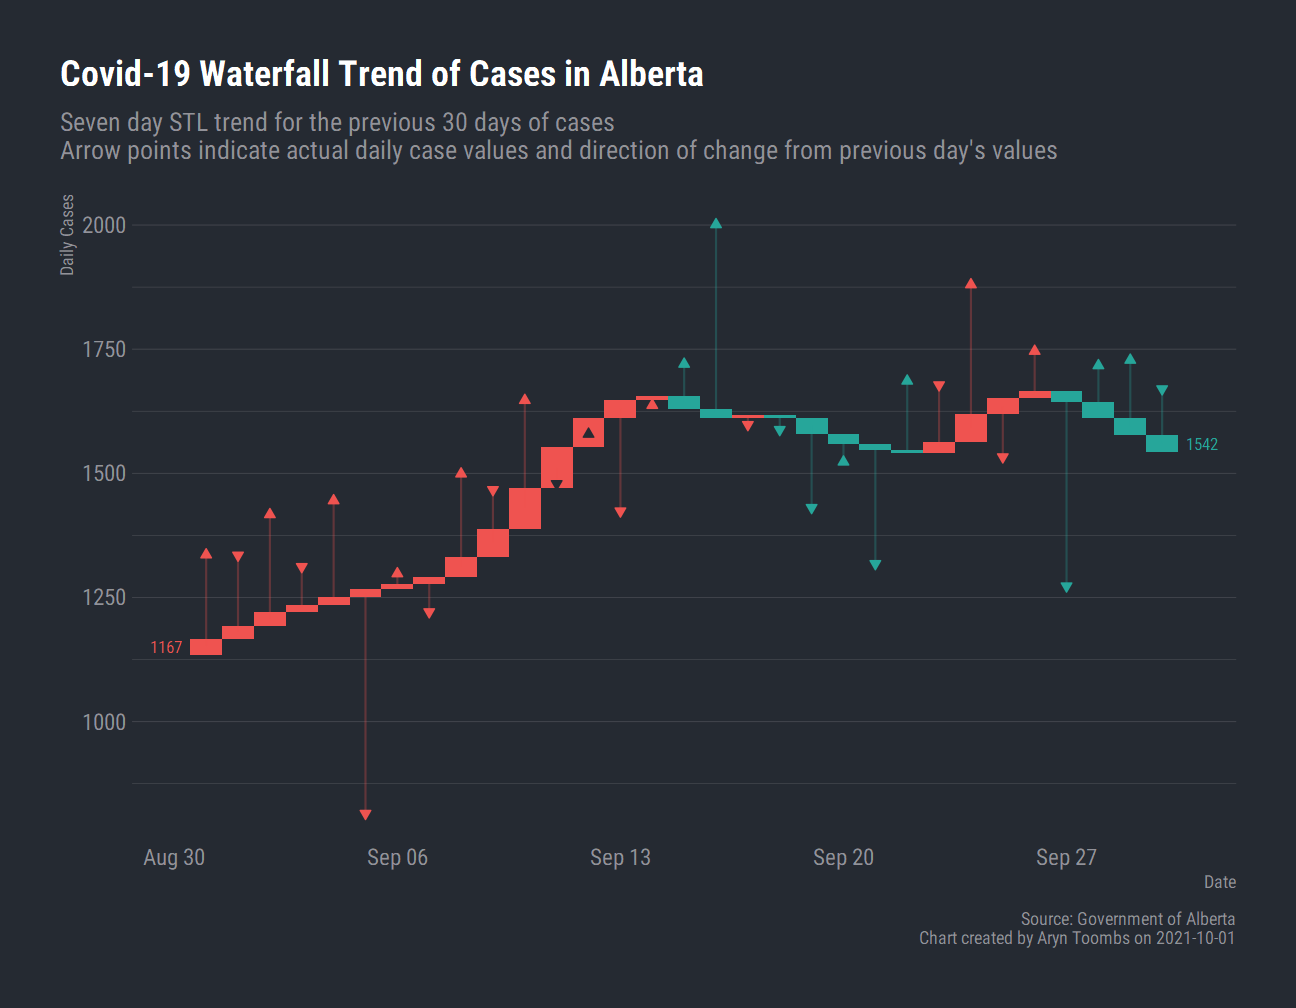 Covid-19 Waterfall Trend of Cases in Alberta
Seven day STL trend for the previous 30 days of cases
Arrow points indicate actual daily case values and direction of change from previous day's values
Daily Cases
2000
1750
1500
1250
1000
1167
1542
Aug 30
Sep 06
Sep 13
Sep 20
Sep 27
Date
Source: Government of Alberta
Chart created by Aryn Toombs on 2021-10-01